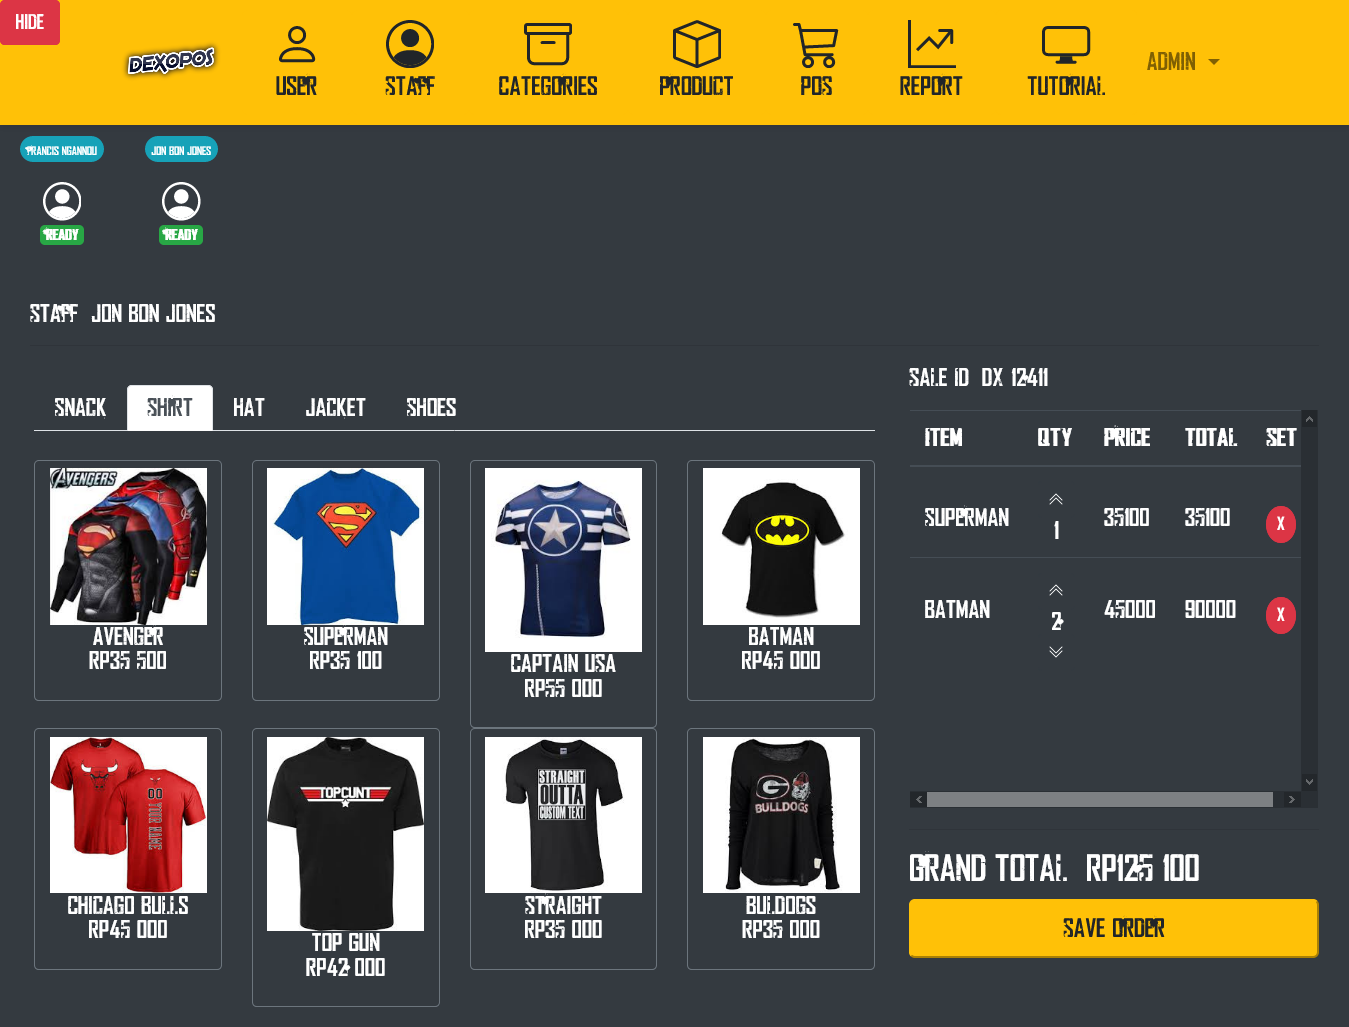 HIDE
DEXOPOS
USER
STAFF
CATEGORIES
PRODUCT
POS
REPORT
TUTORIAL
ADMIN
FRANCIS NGANNOU
JON BON JONES
READY
READY
STAFF JON BON JONES
SNACK
SHIRT
HAT
JACKET
SHOES
AVENGERS
AVENGER
RP35 500
SUPERMAN
RP35 100
CAPTAIN USA
RP55 000
BATMAN
RP45 000
00
YOUR NAME
CHICAGO BULLS
RP45 000
TOPCUNT
TOP GUN
RP42 000
STRAIGHT
OUTTA
CUSTOM TEXT
STRAIGHT
RP35 000
G
BULLDOGS
BULDOGS
RP35 000
SALE ID DX 12411
ITEM QTY PRICE TOTAL SET
SUPERMAN 1 35100 35100 X
BATMAN 2 45000 90000 X
GRAND TOTAL RP125 100
SAVE ORDER